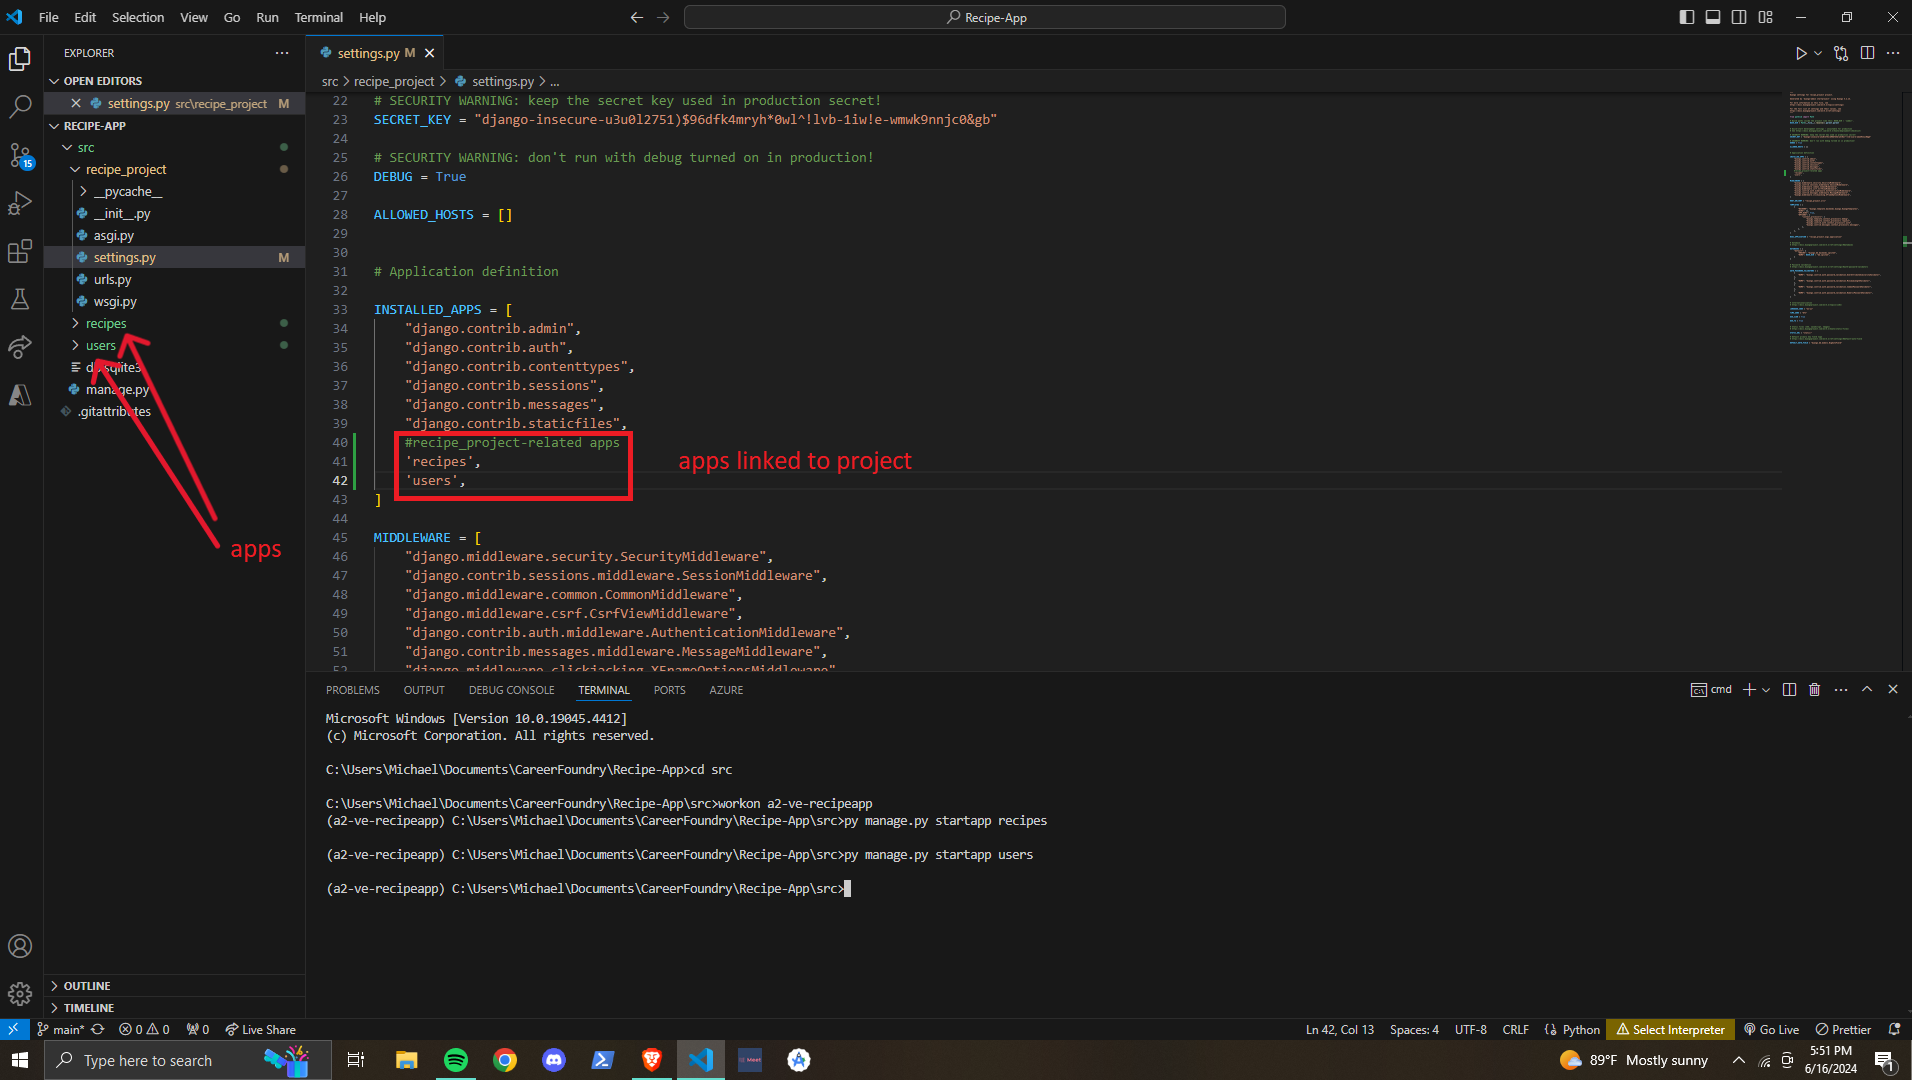 File Edit Selection View Go Run Terminal Help
Recipe-App
EXPLORER
OPEN EDITORS
settings.py src\recipe_project M
RECIPE-APP
src
recipe_project
__pycache__
__init__.py
asgi.py
settings.py M
urls.py
wsgi.py
recipes
users
manage.py
.gitattributes
apps
OUTLINE
TIMELINE
15
settings.py M
src > recipe_project > settings.py > ...
22 # SECURITY WARNING: keep the secret key used in production secret!
23 SECRET_KEY = "django-insecure-u3u0l2751)$96dfk4mryh*0wl^!lvb-1iw!e-wmwk9nnjc0&gb"
24
25 # SECURITY WARNING: don't run with debug turned on in production!
26 DEBUG = True
27
28 ALLOWED_HOSTS = []
29
30
31 # Application definition
32
33 INSTALLED_APPS = [
34 "django.contrib.admin",
35 "django.contrib.auth",
36 "django.contrib.contenttypes",
37 "django.contrib.sessions",
38 "django.contrib.messages",
39 "django.contrib.staticfiles",
40 #recipe_project-related apps
41 'recipes',
42 'users',
43 ]
apps linked to project
44
45 MIDDLEWARE = [
46 "django.middleware.security.SecurityMiddleware",
47 "django.contrib.sessions.middleware.SessionMiddleware",
48 "django.middleware.common.CommonMiddleware",
49 "django.middleware.csrf.CsrfViewMiddleware",
50 "django.contrib.auth.middleware.AuthenticationMiddleware",
51 "django.contrib.messages.middleware.MessageMiddleware",
52 "django.middleware.clickjacking.XFrameOptionsMiddleware"
PROBLEMS OUTPUT DEBUG CONSOLE TERMINAL PORTS AZURE
cmd
Microsoft Windows [Version 10.0.19045.4412]
(c) Microsoft Corporation. All rights reserved.
C:\Users\Michael\Documents\CareerFoundry\Recipe-App>cd src
C:\Users\Michael\Documents\CareerFoundry\Recipe-App\src>workon a2-ve-recipeapp
(a2-ve-recipeapp) C:\Users\Michael\Documents\CareerFoundry\Recipe-App\src>py manage.py startapp recipes
(a2-ve-recipeapp) C:\Users\Michael\Documents\CareerFoundry\Recipe-App\src>py manage.py startapp users
(a2-ve-recipeapp) C:\Users\Michael\Documents\CareerFoundry\Recipe-App\src>
main* 0 0 0 Live Share
Ln 42, Col 13 Spaces: 4 UTF-8 CRLF Python Select Interpreter Go Live Prettier
Type here to search
89°F Mostly sunny
5:51 PM
6/16/2024
1